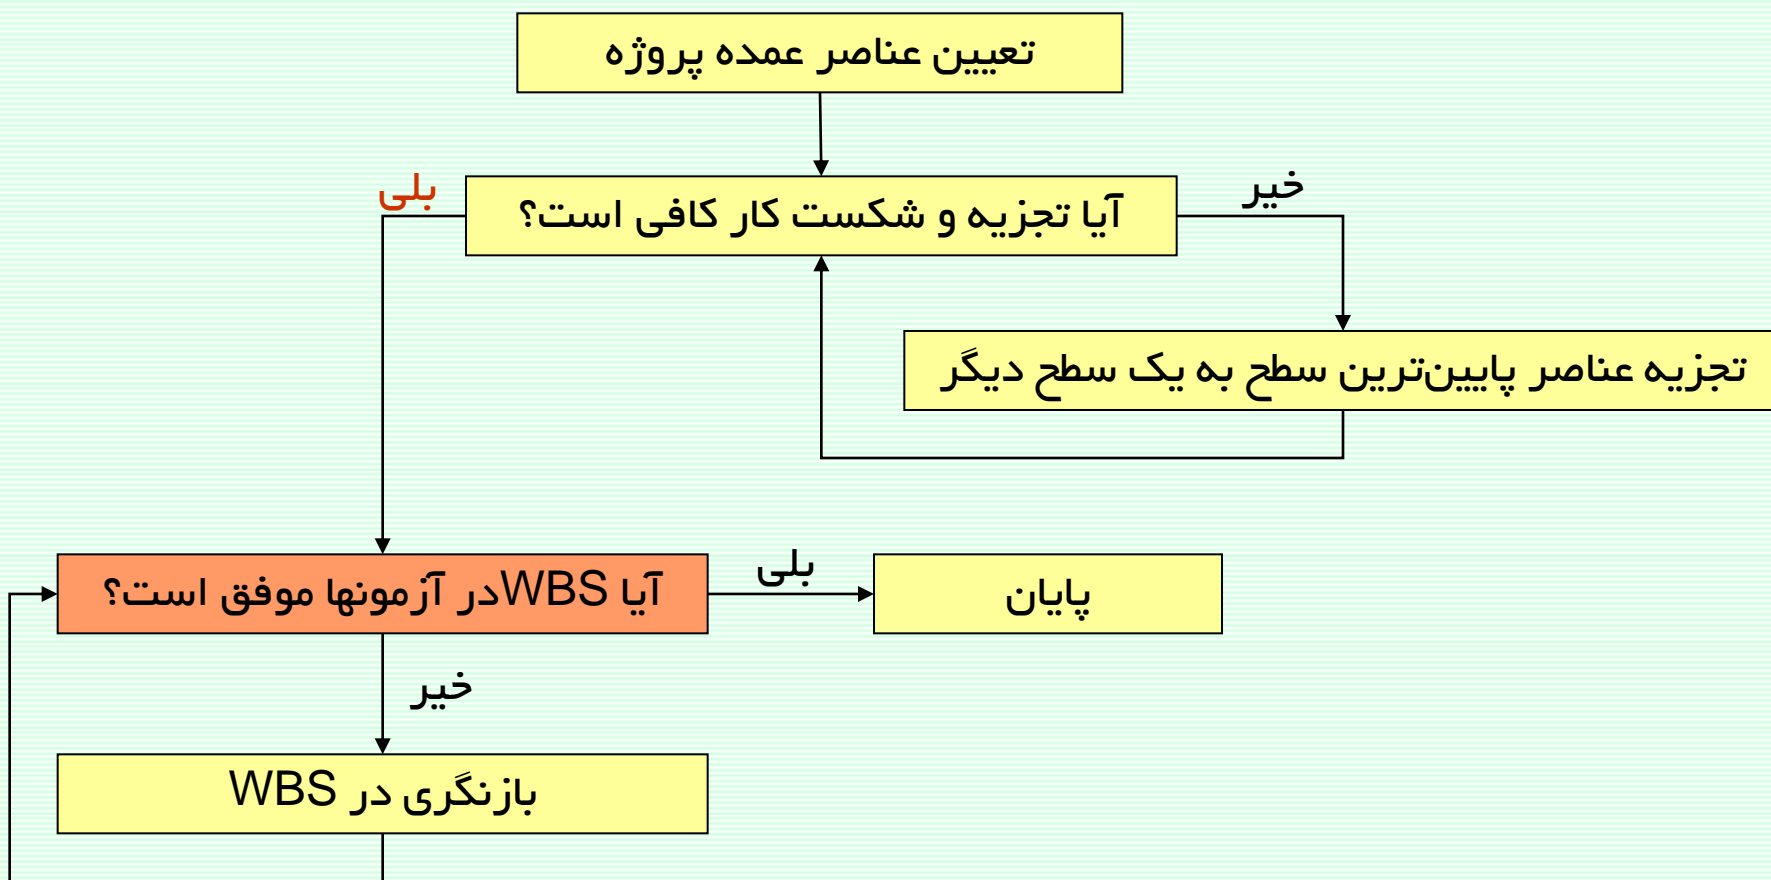 تعیین عناصر عمده پروژه
خیر
آیا تجزیه و شکست کار کافی است؟
بلی
تجزیه عناصر پایین‌ترین سطح به یک سطح دیگر
آیا WBSدر آزمونها موفق است؟
بلی
پایان
خیر
بازنگری در WBS